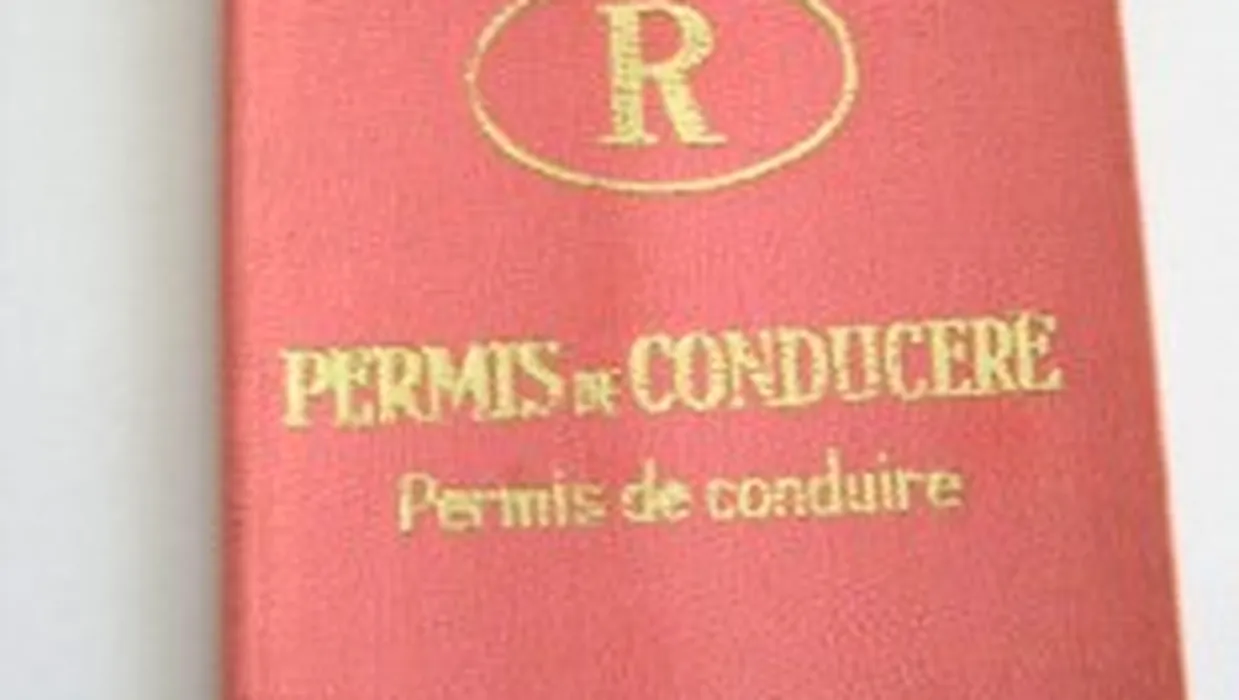 R
PERMIS DE CONDUCERE
Permis de conduire